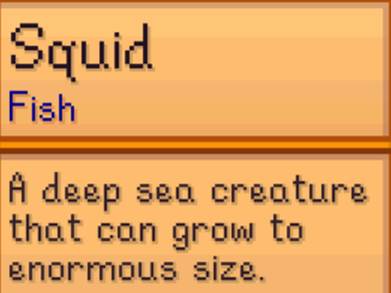 Squid
Fish
A deep sea creature
that can grow to
enormous size.